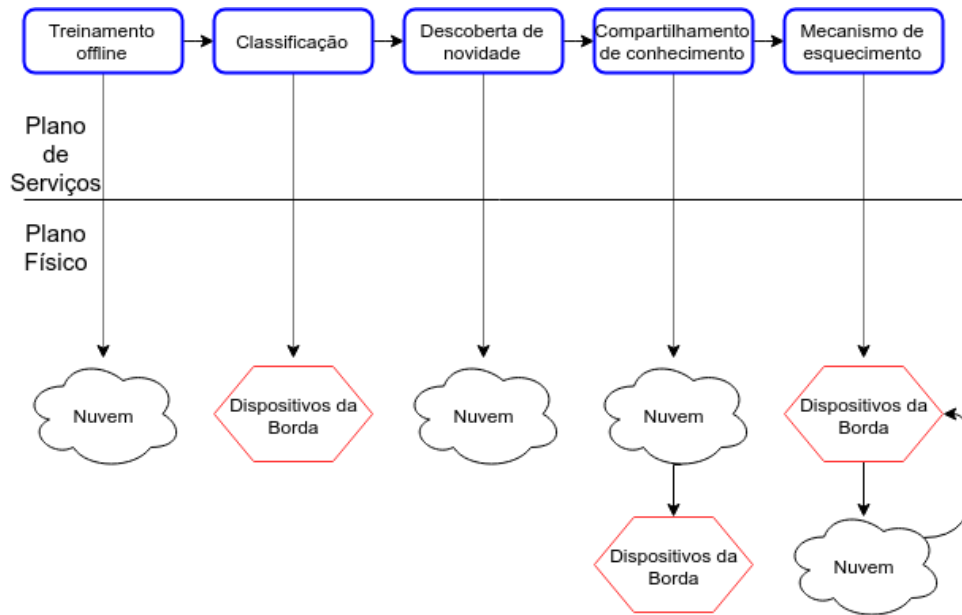 Treinamento
offline
Classificação
Descoberta de
novidade
Compartilhamento
de conhecimento
Mecanismo de
esquecimento
Plano
de
Serviços
Plano
Físico
Nuvem
Dispositivos da
Borda
Nuvem
Nuvem
Dispositivos da
Borda
Dispositivos da
Borda
Nuvem